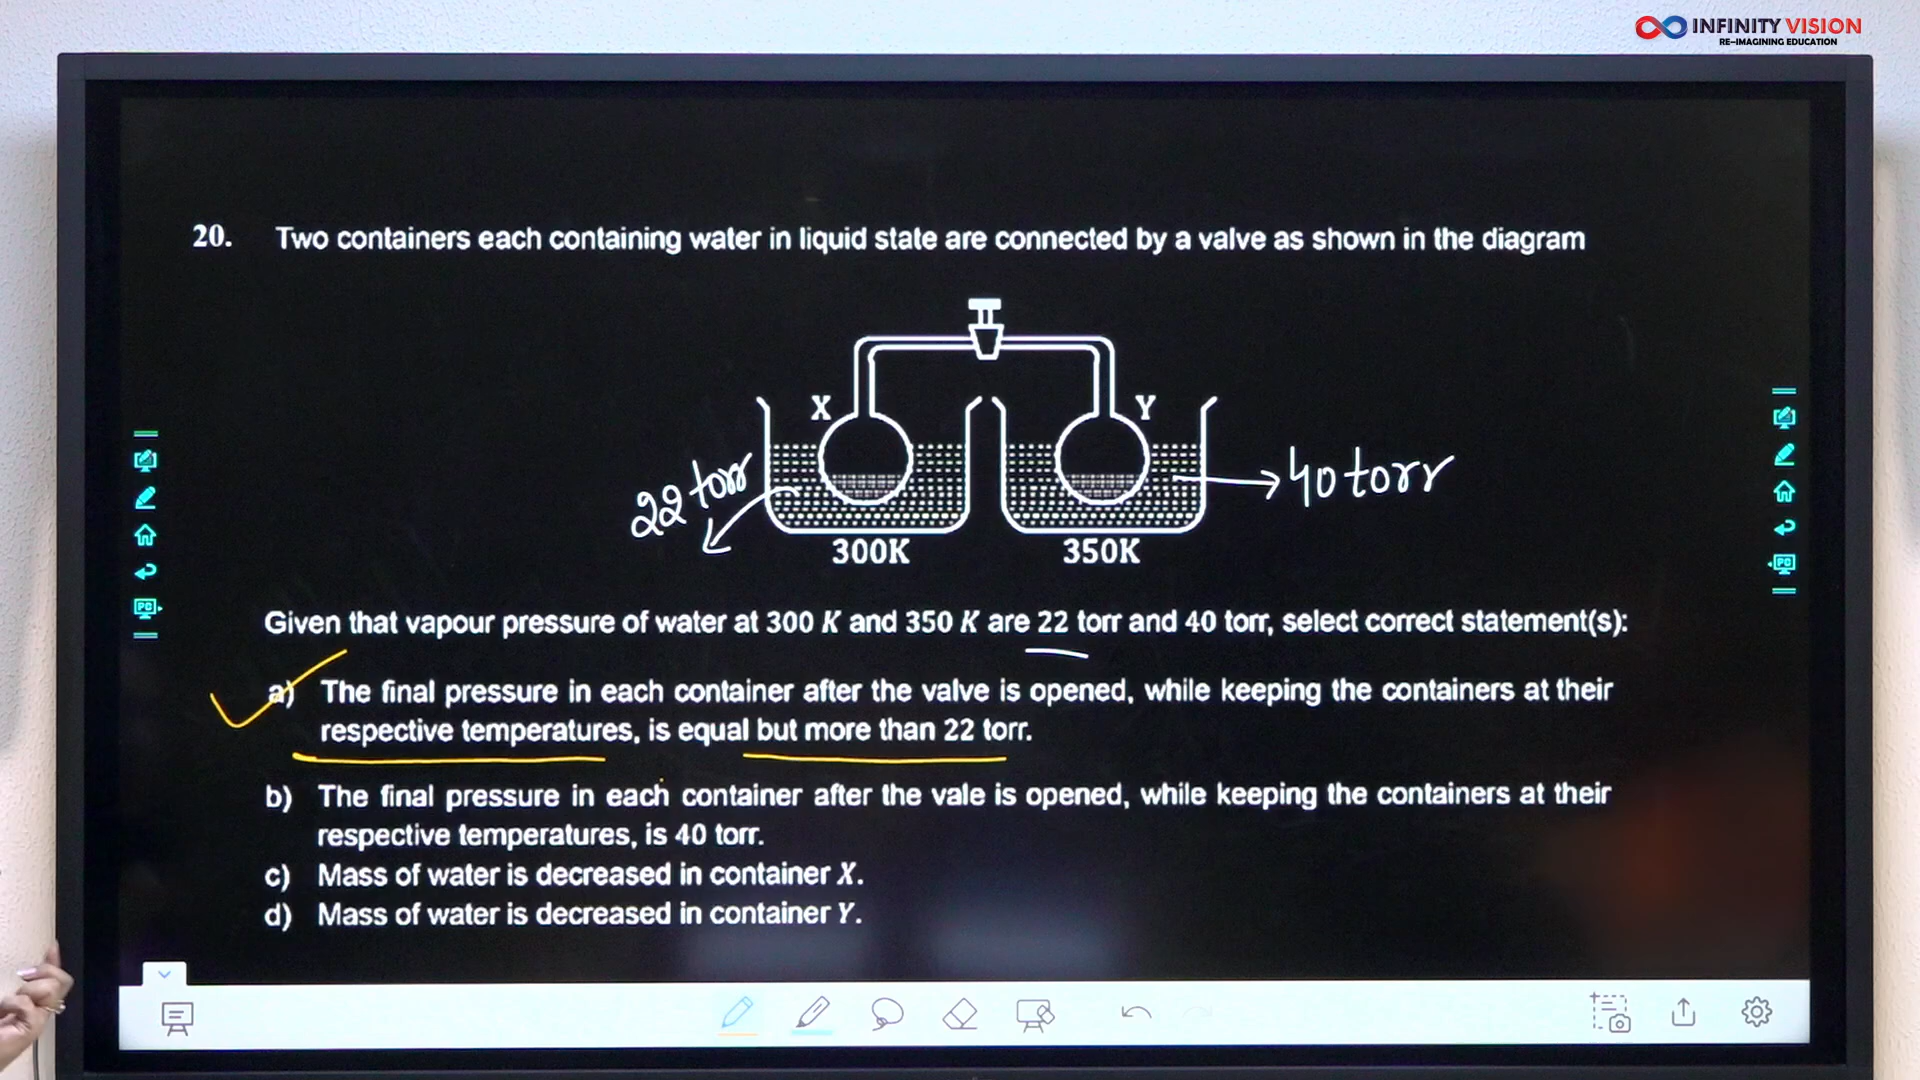 INFINITY VISION
RE-IMAGINING EDUCATION
20. Two containers each containing water in liquid state are connected by a valve as shown in the diagram
X Y
22 torr
40 torr
300K 350K
Given that vapour pressure of water at 300 K and 350 K are 22 torr and 40 torr, select correct statement(s):
a) The final pressure in each container after the valve is opened, while keeping the containers at their
respective temperatures, is equal but more than 22 torr.
b) The final pressure in each container after the vale is opened, while keeping the containers at their
respective temperatures, is 40 torr.
c) Mass of water is decreased in container X.
d) Mass of water is decreased in container Y.
PC
PC